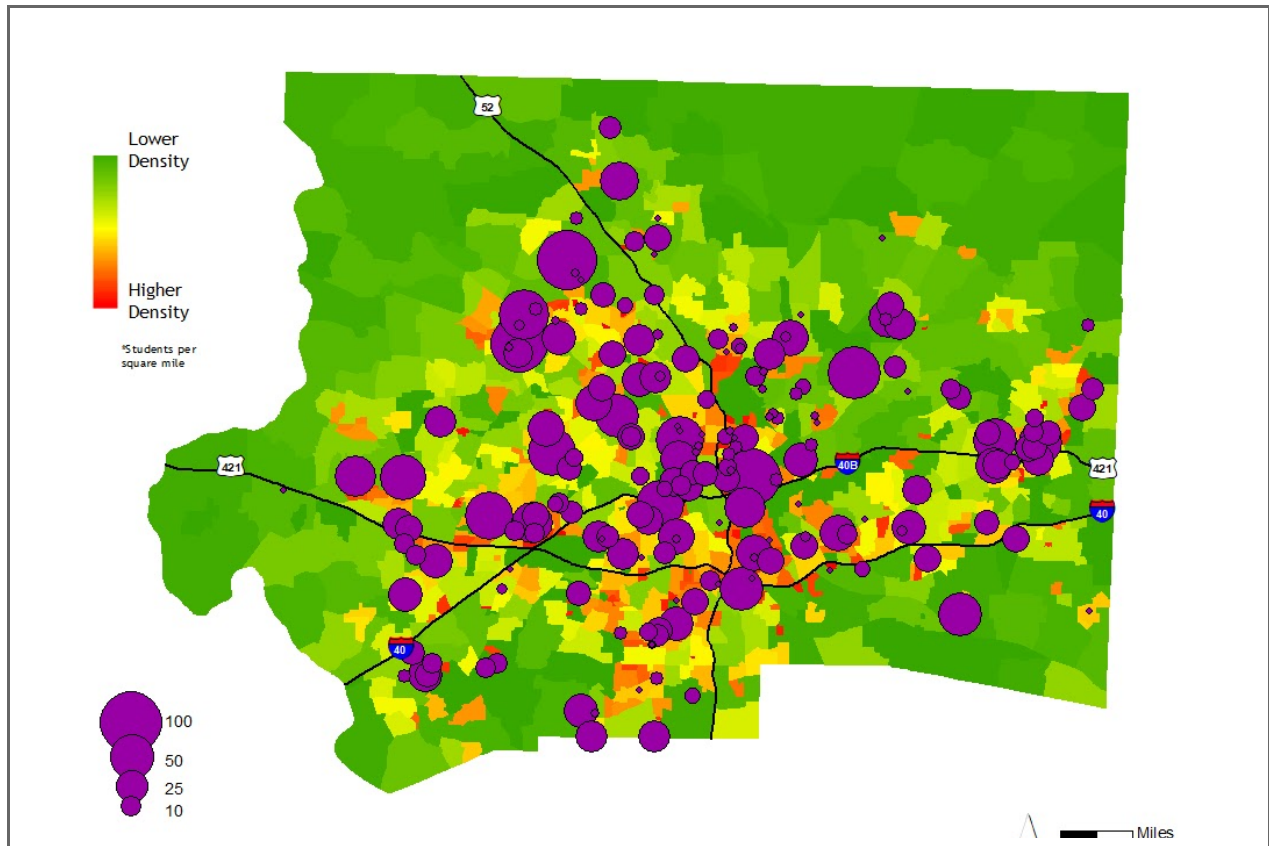 52
Lower
Density
Higher
Density
*Students per
square mile
421
40B
421
40
40
100
50
25
10
Miles